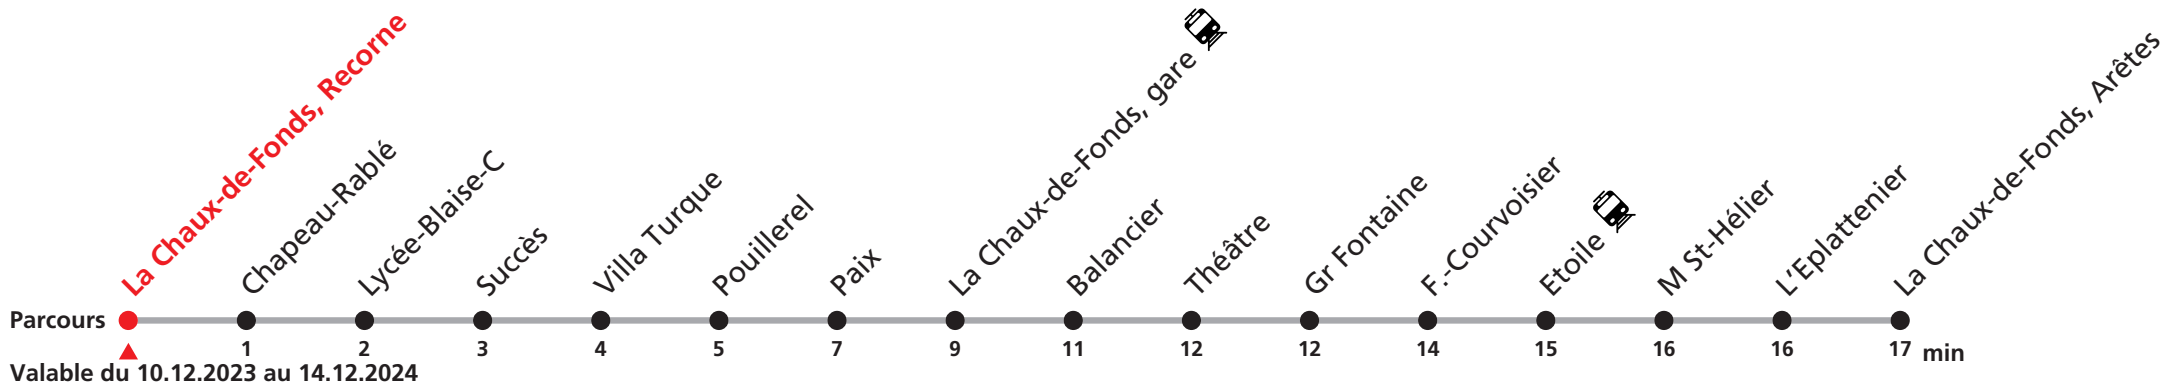 La Chaux-de-Fonds, Recorne
Chapeau-Rablé
Lycée-Blaise-C
Succès
Villa Turque
Pouillerel
Paix
La Chaux-de-Fonds, gare
Balancier
Théâtre
Gr Fontaine
F.-Courvoisier
Etoile
M St-Hélier
L'Eplattenier
La Chaux-de-Fonds, Arêtes
Parcours
1 2 3 4 5 7 9 11 12 12 14 15 16 16 17 min
Valable du 10.12.2023 au 14.12.2024